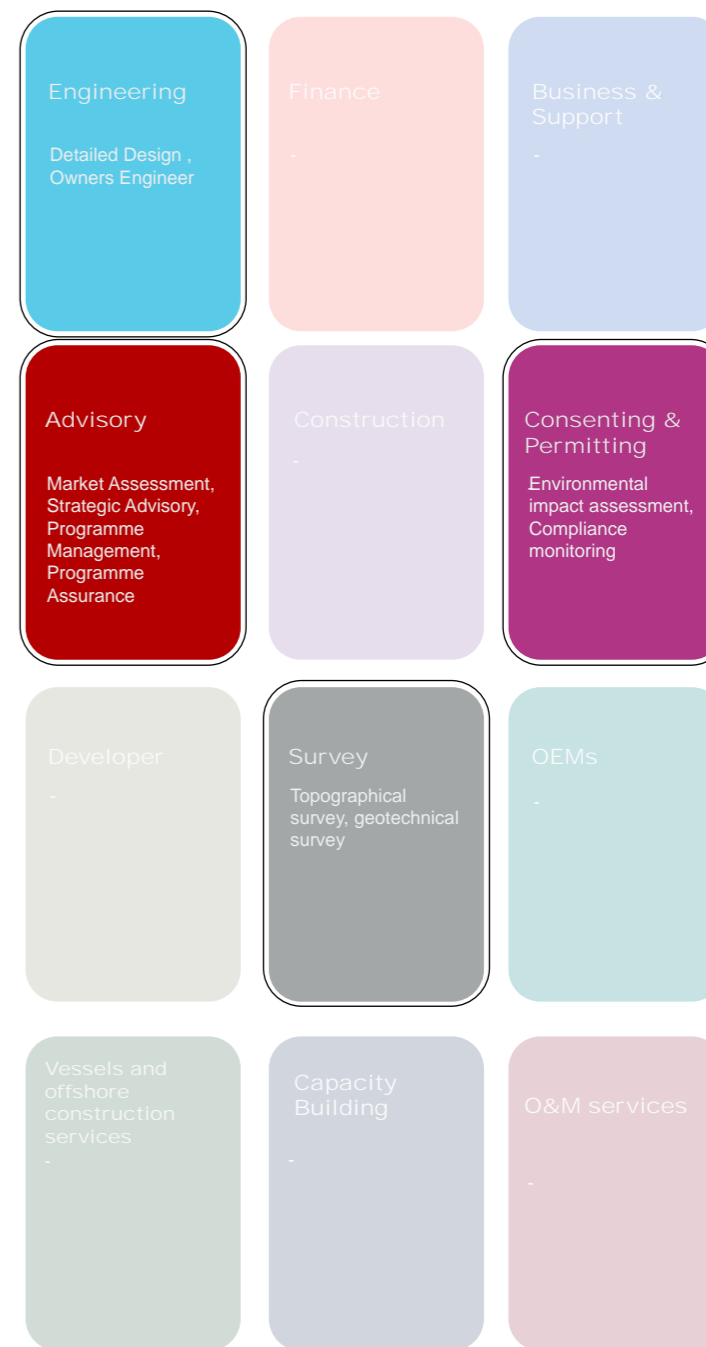 Engineering
Detailed Design ,
Owners Engineer
Finance
-
Business &
Support
-
Advisory
Market Assessment,
Strategic Advisory,
Programme
Management,
Programme
Assurance
Construction
-
Consenting &
Permitting
Environmental
impact assessment,
Compliance
monitoring
Developer
-
Survey
Topographical
survey, geotechnical
survey
OEMs
-
Vessels and
offshore
construction
services
-
Capacity
Building
-
O&M services
-